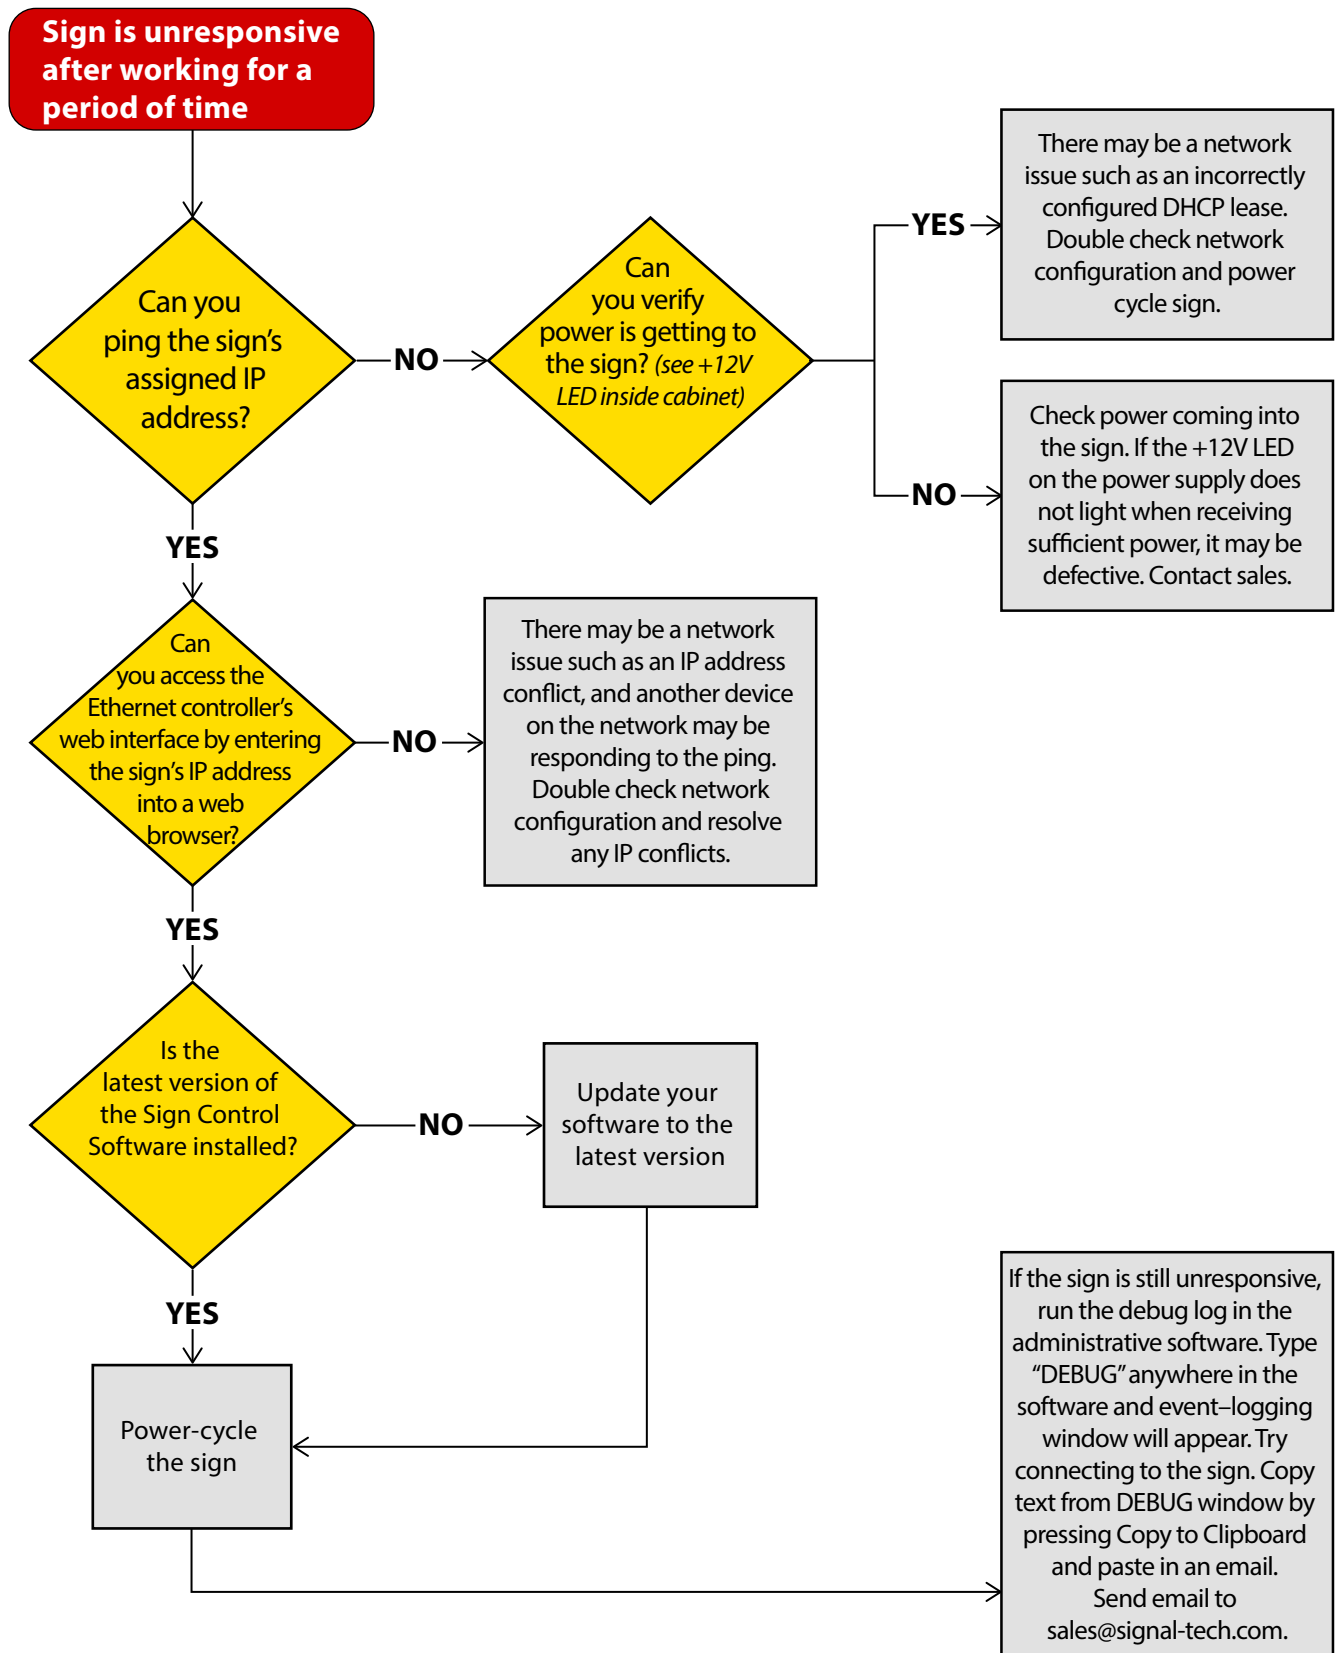 Sign is unresponsive
after working for a
period of time
Can you
ping the sign's
assigned IP
address?
NO
Can
you verify
power is getting to
the sign? (see +12V
LED inside cabinet)
YES
There may be a network
issue such as an incorrectly
configured DHCP lease.
Double check network
configuration and power
cycle sign.
NO
Check power coming into
the sign. If the +12V LED
on the power supply does
not light when receiving
sufficient power, it may be
defective. Contact sales.
YES
Can
you access the
Ethernet controller's
web interface by entering
the sign's IP address
into a web
browser?
NO
There may be a network
issue such as an IP address
conflict, and another device
on the network may be
responding to the ping.
Double check network
configuration and resolve
any IP conflicts.
YES
Is the
latest version of
the Sign Control
Software installed?
NO
Update your
software to the
latest version
YES
Power-cycle
the sign
If the sign is still unresponsive,
run the debug log in the
administrative software. Type
“DEBUG” anywhere in the
software and event–logging
window will appear. Try
connecting to the sign. Copy
text from DEBUG window by
pressing Copy to Clipboard
and paste in an email.
Send email to
sales@signal-tech.com.